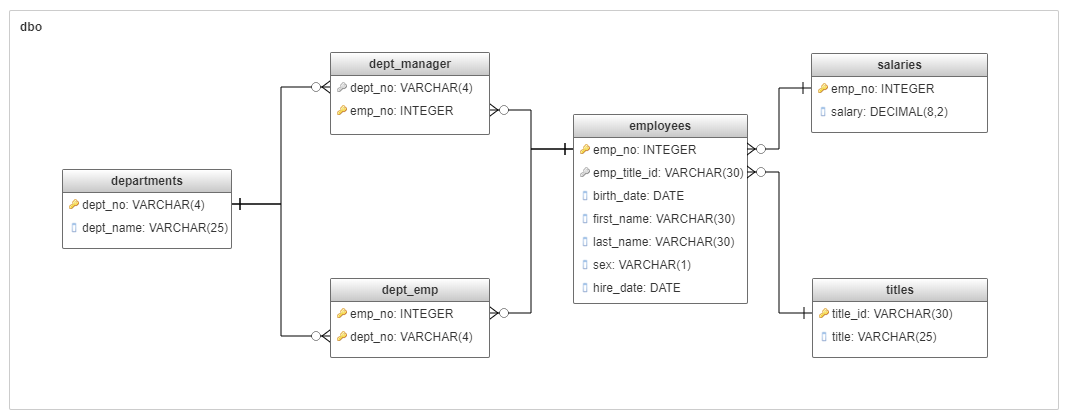 dbo
dept_manager
dept_no: VARCHAR(4)
emp_no: INTEGER
salaries
emp_no: INTEGER
salary: DECIMAL(8,2)
employees
emp_no: INTEGER
emp_title_id: VARCHAR(30)
birth_date: DATE
first_name: VARCHAR(30)
last_name: VARCHAR(30)
sex: VARCHAR(1)
hire_date: DATE
departments
dept_no: VARCHAR(4)
dept_name: VARCHAR(25)
dept_emp
emp_no: INTEGER
dept_no: VARCHAR(4)
titles
title_id: VARCHAR(30)
title: VARCHAR(25)